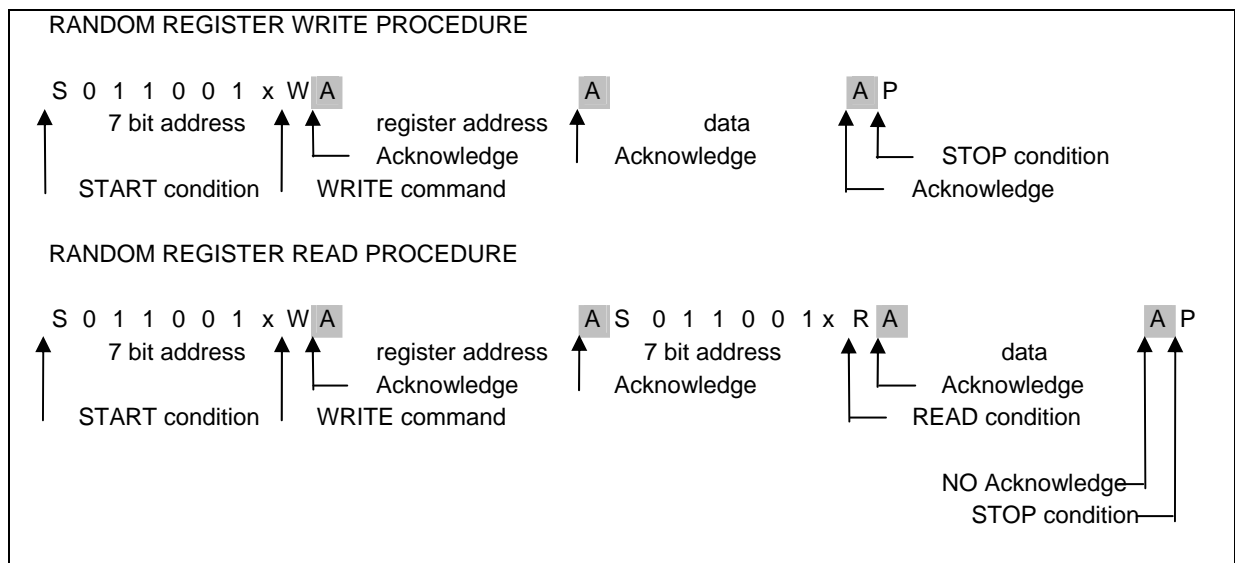 RANDOM REGISTER WRITE PROCEDURE
S 0 1 1 0 0 1 x W A A A P
7 bit address register address data
Acknowledge Acknowledge STOP condition
START condition WRITE command Acknowledge
RANDOM REGISTER READ PROCEDURE
S 0 1 1 0 0 1 x W A A S 0 1 1 0 0 1 x R A A P
7 bit address register address 7 bit address data
Acknowledge Acknowledge Acknowledge
START condition WRITE command READ condition
NO Acknowledge
STOP condition